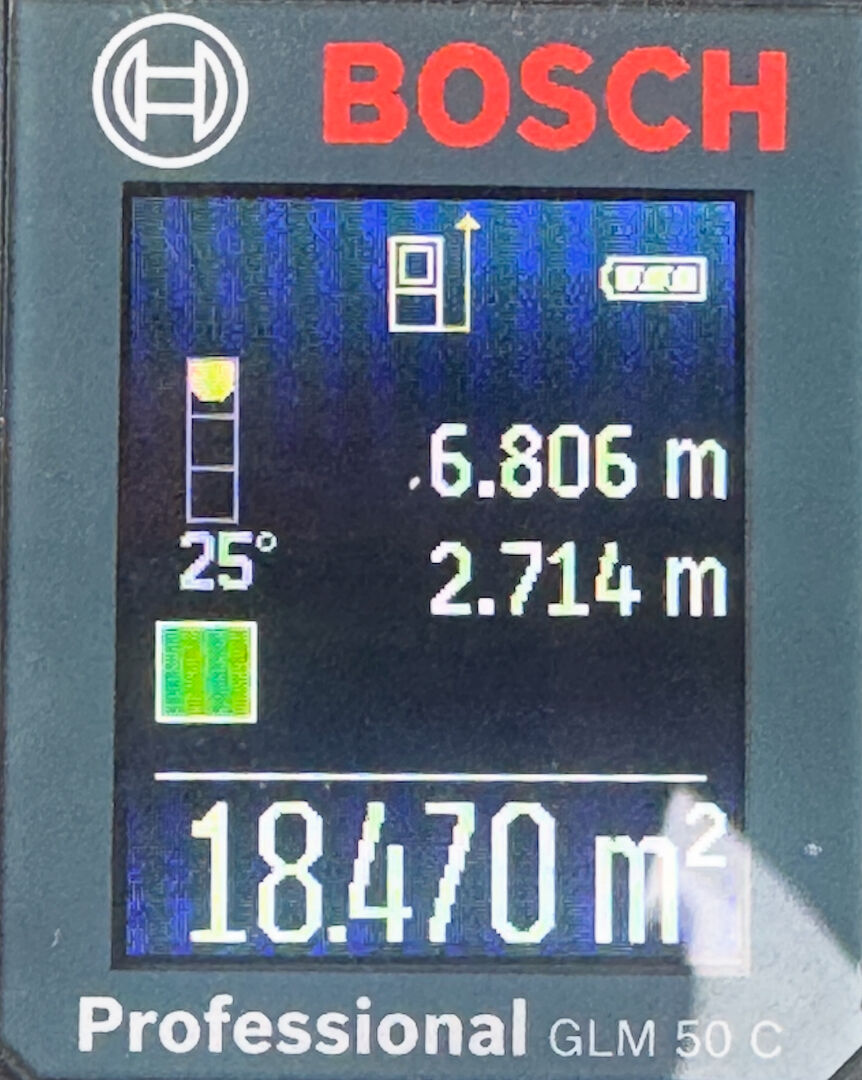 BOSCH
6.806 m
25°
2.714 m
18.470 m²
Professional GLM 50 C